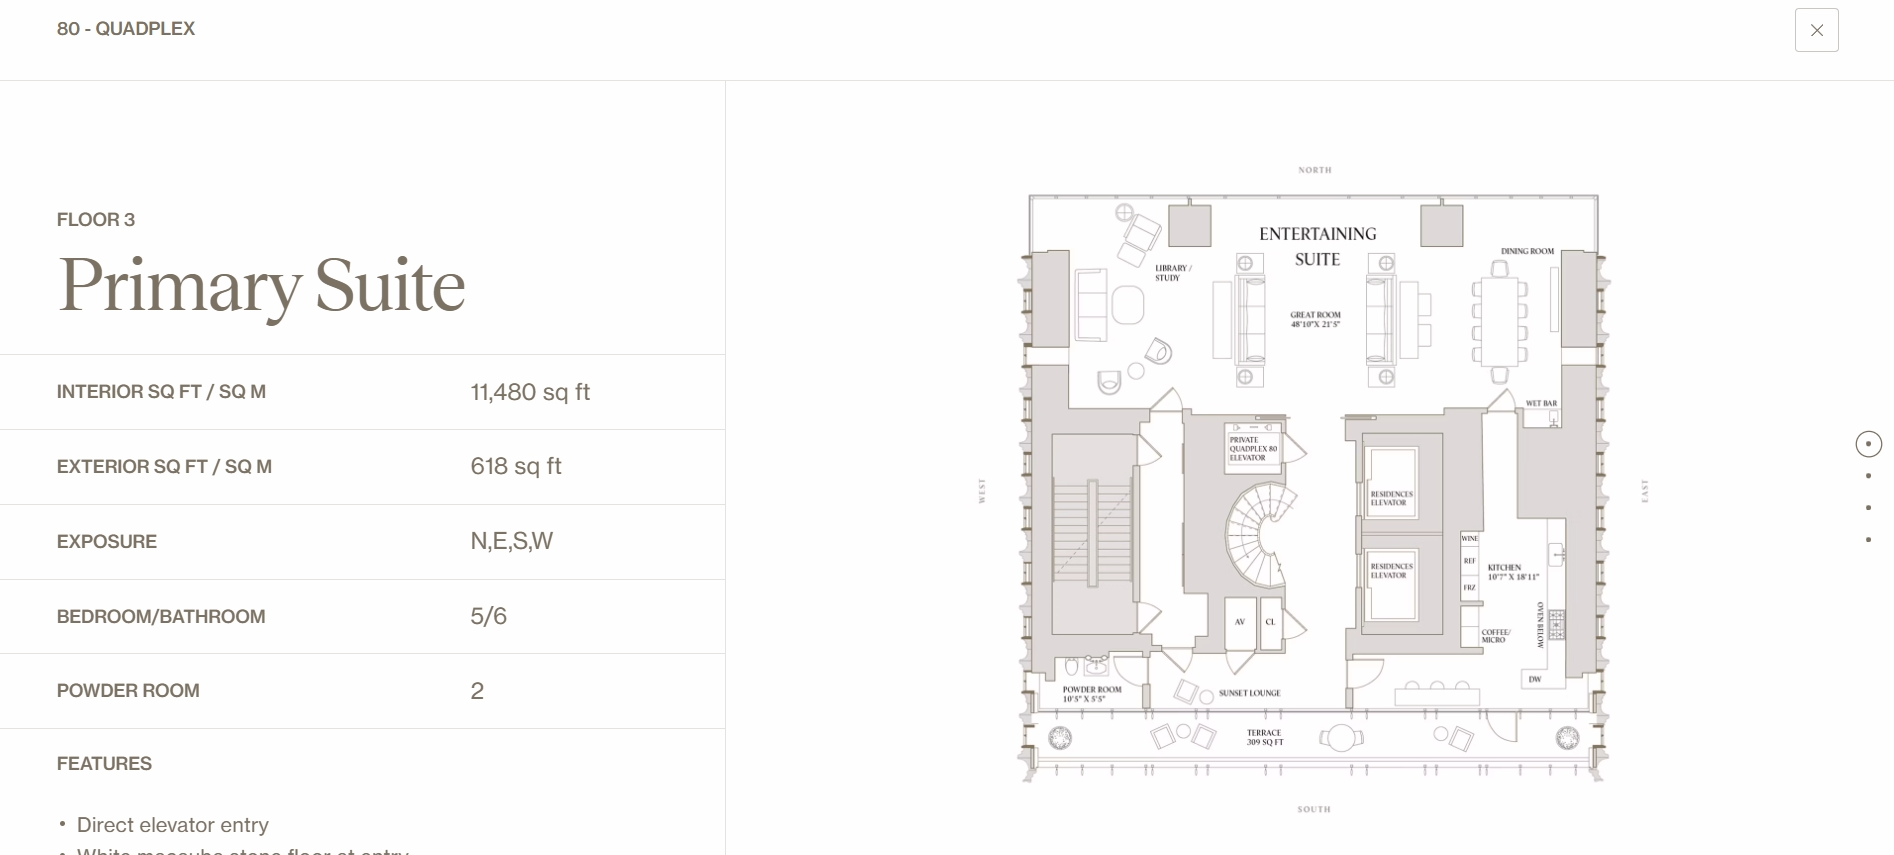 80 - QUADPLEX
FLOOR 3
Primary Suite
INTERIOR SQ FT / SQ M
11,480 sq ft
EXTERIOR SQ FT / SQ M
618 sq ft
EXPOSURE
N,E,S,W
BEDROOM/BATHROOM
5/6
POWDER ROOM
2
FEATURES
• Direct elevator entry
NORTH
ENTERTAINING
SUITE
DINING ROOM
LIBRARY /
STUDY
GREAT ROOM
48'10"X 21'5"
WET BAR
PRIVATE
QUADPLEX 80
ELEVATOR
WEST
EAST
RESIDENCES
ELEVATOR
WINE
REF
FRZ
RESIDENCES
ELEVATOR
KITCHEN
10'7" X 18'11"
OVEN BELOW
AV
CL
COFFEE/
MICRO
DW
POWDER ROOM
10'5" X 5'5"
SUNSET LOUNGE
TERRACE
309 SQ FT
SOUTH